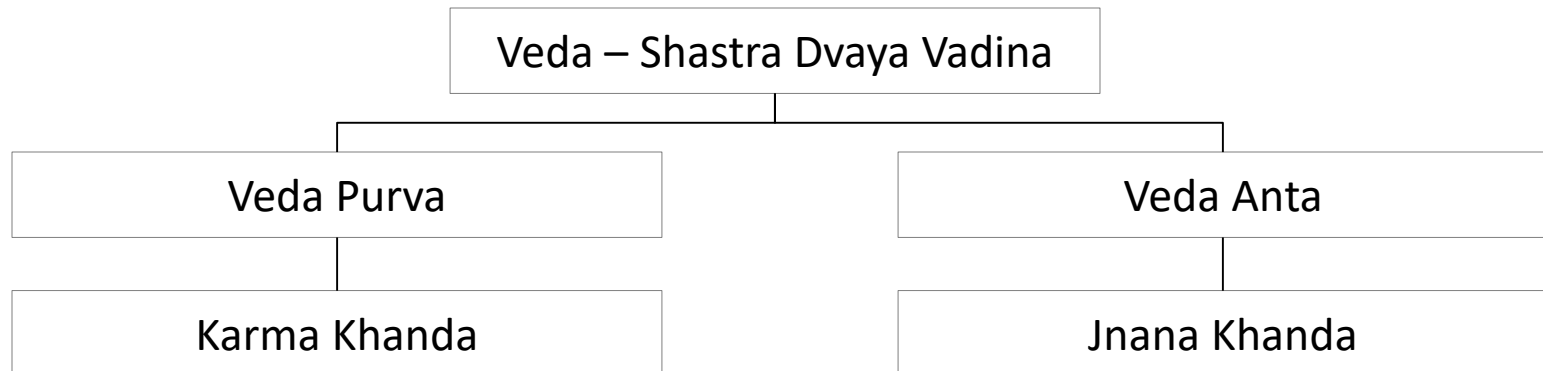 Veda – Shastra Dvaya Vadina
Veda Purva
Veda Anta
Karma Khanda
Jnana Khanda